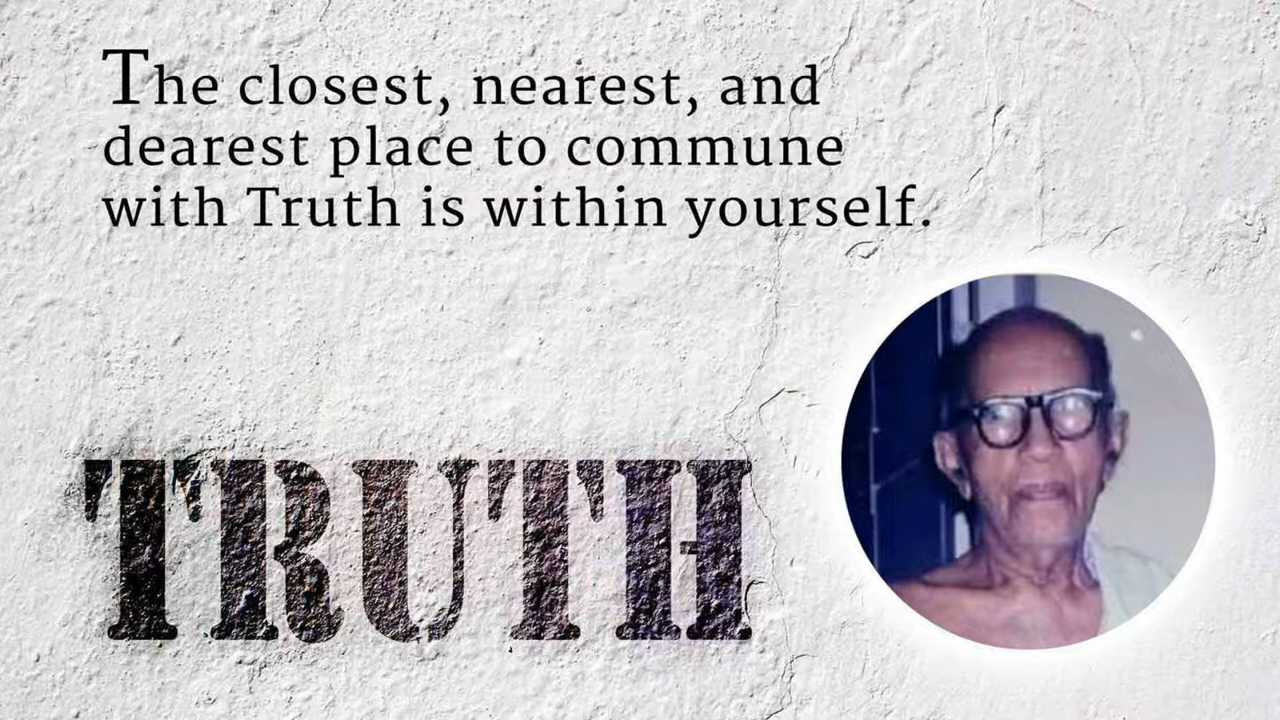 The closest, nearest, and
dearest place to commune
with Truth is within yourself.
TRUTH